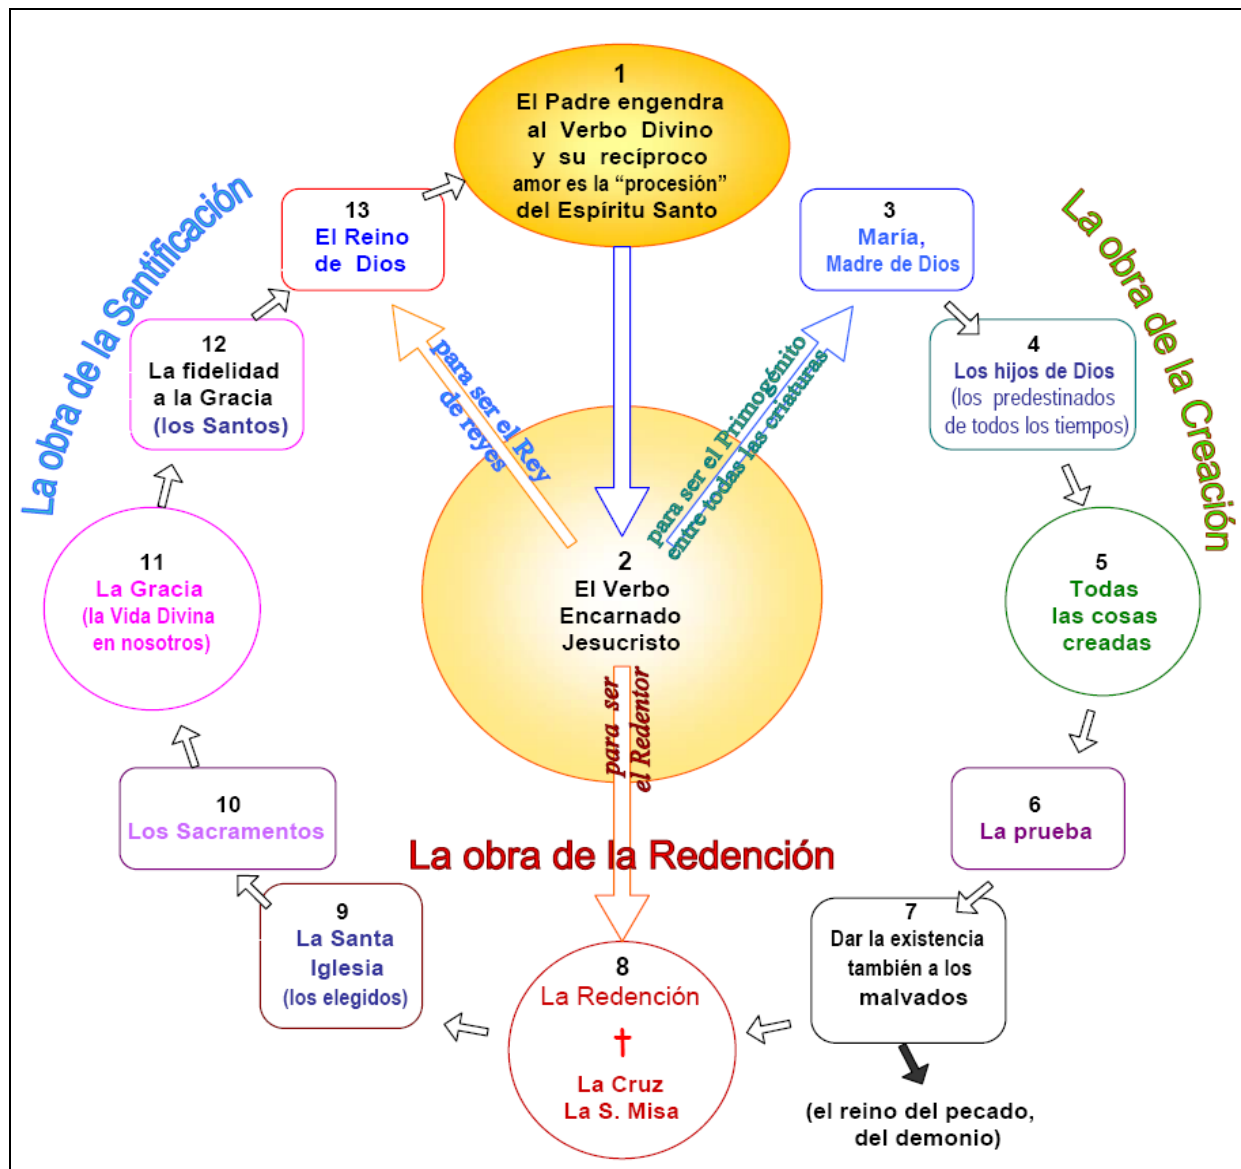 1
El Padre engendra
al Verbo Divino
y su recíproco
amor es la “procesión”
del Espíritu Santo
2
El Verbo
Encarnado
Jesucristo
para ser el Primogénito
entre todas las criaturas
3
María,
Madre de Dios
La obra de la Creación
4
Los hijos de Dios
(los predestinados
de todos los tiempos)
5
Todas
las cosas
creadas
6
La prueba
7
Dar la existencia
también a los
malvados
(el reino del pecado,
del demonio)
para ser
el Redentor
La obra de la Redención
8
La Redención
La Cruz
La S. Misa
9
La Santa
Iglesia
(los elegidos)
10
Los Sacramentos
11
La Gracia
(la Vida Divina
en nosotros)
La obra de la Santificación
12
La fidelidad
a la Gracia
(los Santos)
13
El Reino
de Dios
para ser el Rey
de reyes